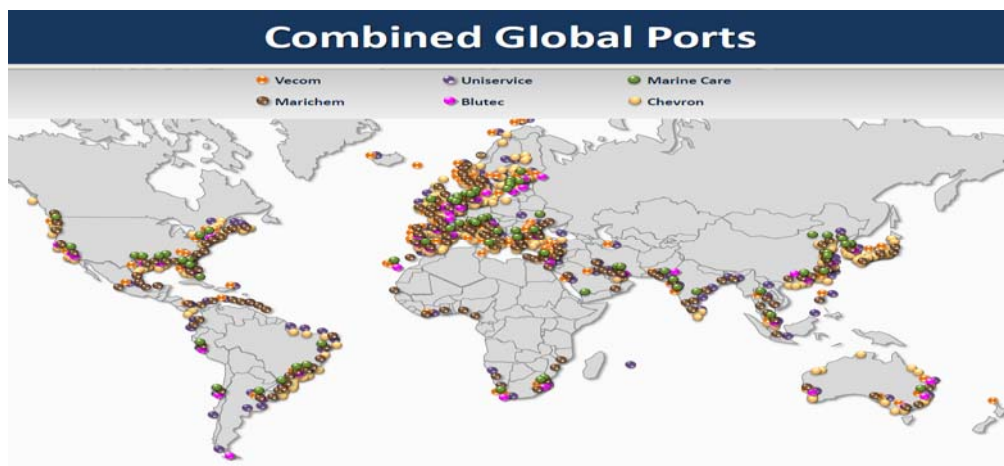 Combined Global Ports
Vecom Uniservice Marine Care
Marichem Blutec Chevron